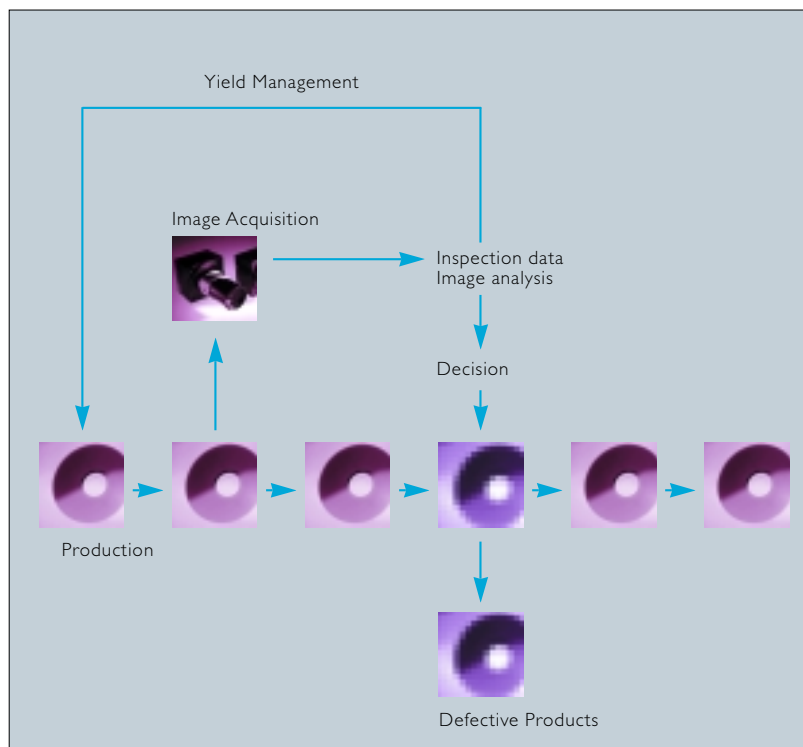 Yield Management
Image Acquisition
Inspection data
Image analysis
Decision
Production
Defective Products